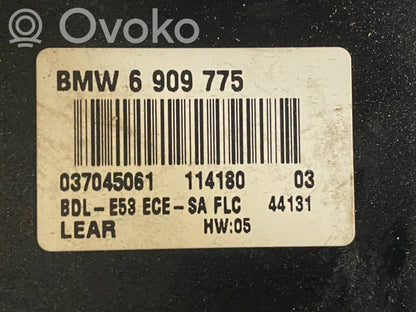 Ovoko
BMW 6 909 775
037045061 114180 03
BDL-E53 ECE-SA FLC 44131
LEAR HW:05